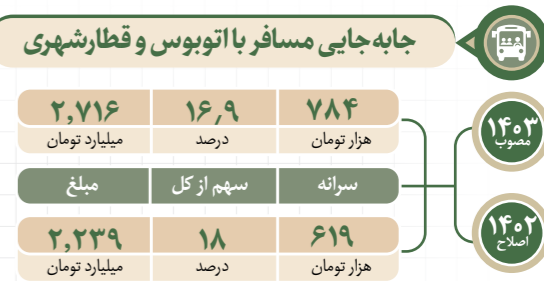 جابه‌جایی مسافر با اتوبوس و قطارشهری
۱۴۰۳
مصوب
۷۸۴ ۱۶٫۹ ۲,۷۱۶
هزار تومان درصد میلیارد تومان
سرانه سهم از کل مبلغ
۱۴۰۲
اصلاح
۶۱۹ ۱۸ ۲,۲۳۹
هزار تومان درصد میلیارد تومان